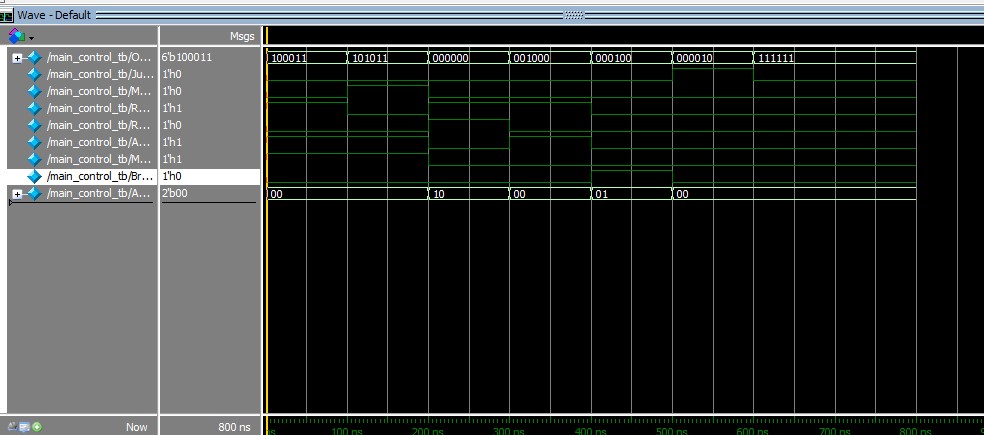 Wave - Default
Msgs
/main_control_tb/O... 6'b100011 100011 101011 000000 001000 000100 000010 111111
/main_control_tb/Ju... 1'h0
/main_control_tb/M... 1'h0
/main_control_tb/R... 1'h1
/main_control_tb/R... 1'h0
/main_control_tb/A... 1'h1
/main_control_tb/M... 1'h1
/main_control_tb/Br... 1'h0
/main_control_tb/A... 2'b00 00 10 00 01 00
Now 800 ns 100 ns 200 ns 300 ns 400 ns 500 ns 600 ns 700 ns 800 ns